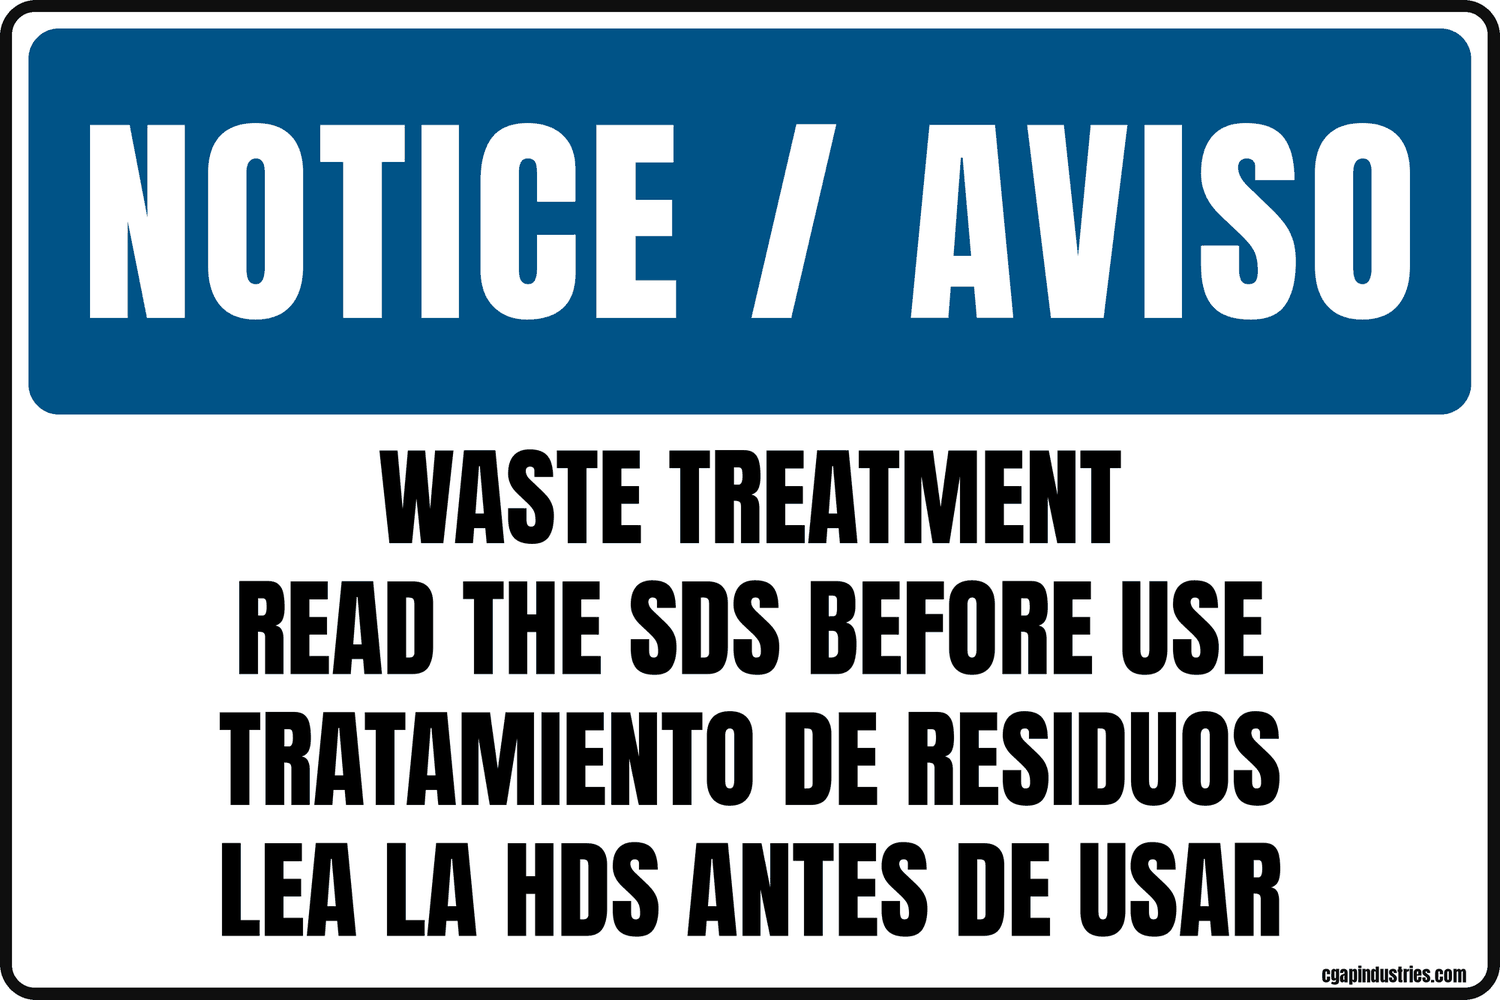 NOTICE / AVISO
WASTE TREATMENT
READ THE SDS BEFORE USE
TRATAMIENTO DE RESIDUOS
LEA LA HDS ANTES DE USAR
cgapindustries.com